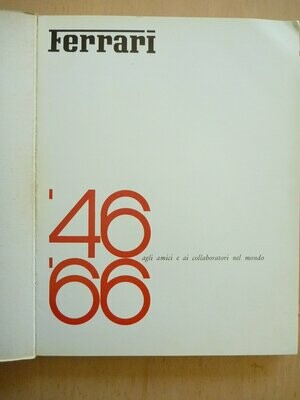 Ferrari
'46
agli amici e ai collaboratori nel mondo
'66